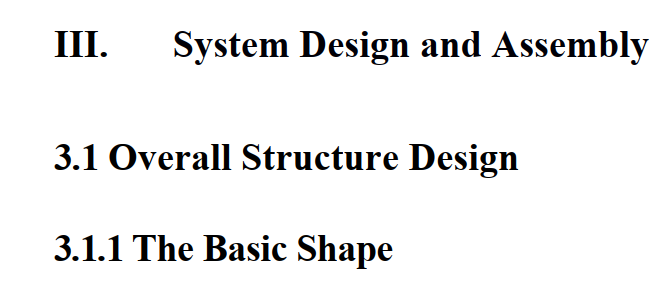 III. System Design and Assembly
3.1 Overall Structure Design
3.1.1 The Basic Shape